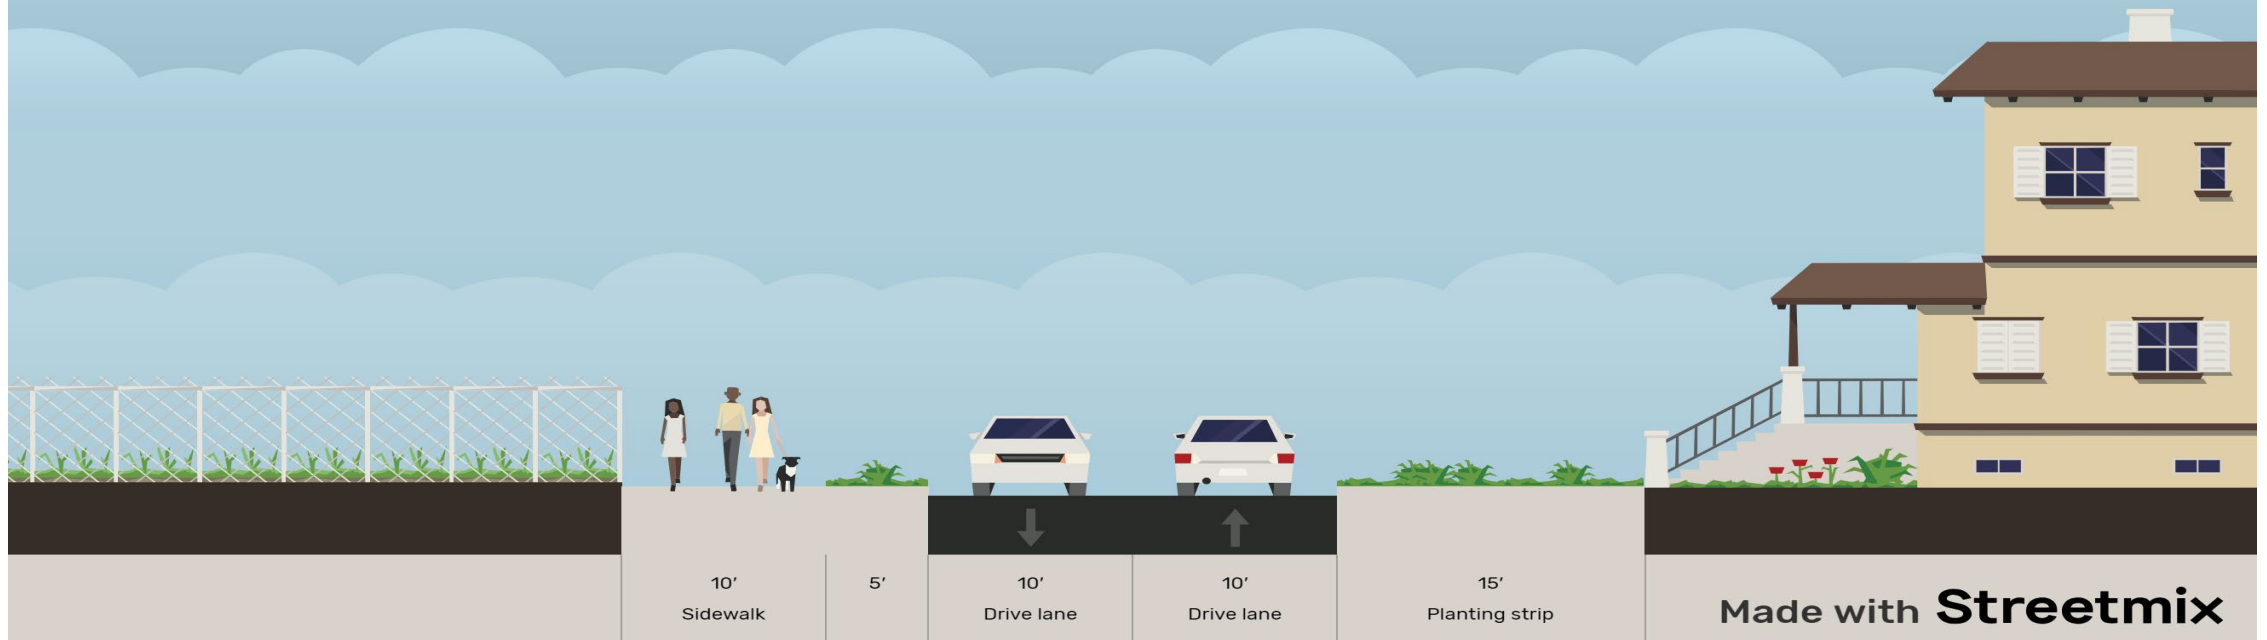 10′
Sidewalk
5′
10′
Drive lane
10′
Drive lane
15′
Planting strip
Made with Streetmix